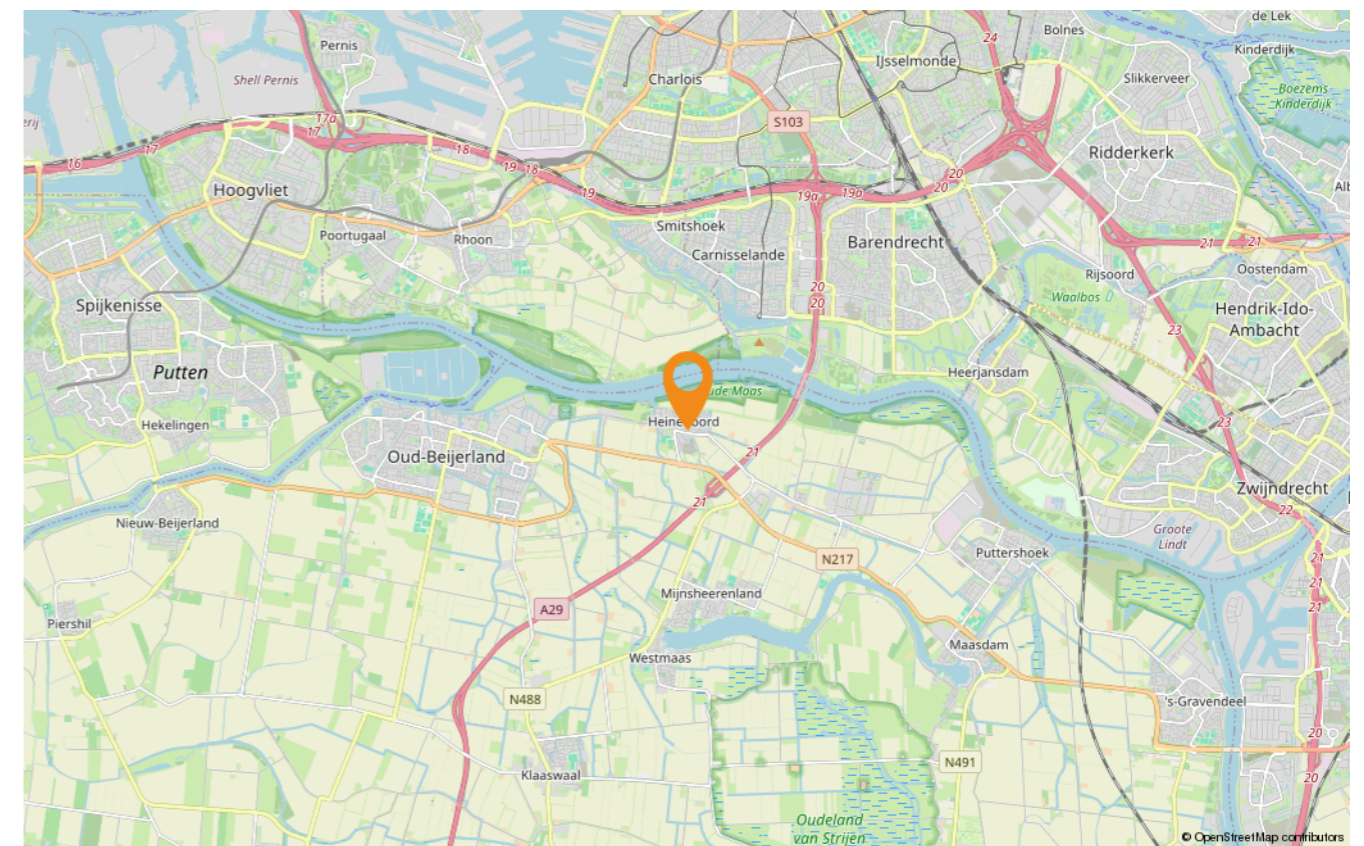 de Lek
Bolnes
24
Pernis
Kinderdijk
IJsselmonde
Charlois
Shell Pernis
Slikkerveer
Boezems
Kinderdijk
17a
S103
17
17
18
16
19
18
20
Ridderkerk
20
19
19a
19a
Hoogvliet
Smitshoek
Poortugaal
Rhoon
Barendrecht
21
21
Carnisselande
Oostendam
Rijsoord
20
Waalbos
20
Spijkenisse
Hendrik-Ido-
Ambacht
23
Putten
Heerjansdam
ude Maas
Heine
oord
23
Hekelingen
21
Oud-Beijerland
Zwijndrecht
21
22
Nieuw-Beijerland
Groote
Lindt
Puttershoek
N217
21
21
Mijnsheerenland
21
A29
Piershil
Maasdam
Westmaas
N488
's-Gravendeel
20
N491
Klaaswaal
20
Oudeland
van Strijen
© OpenStreetMap contributors